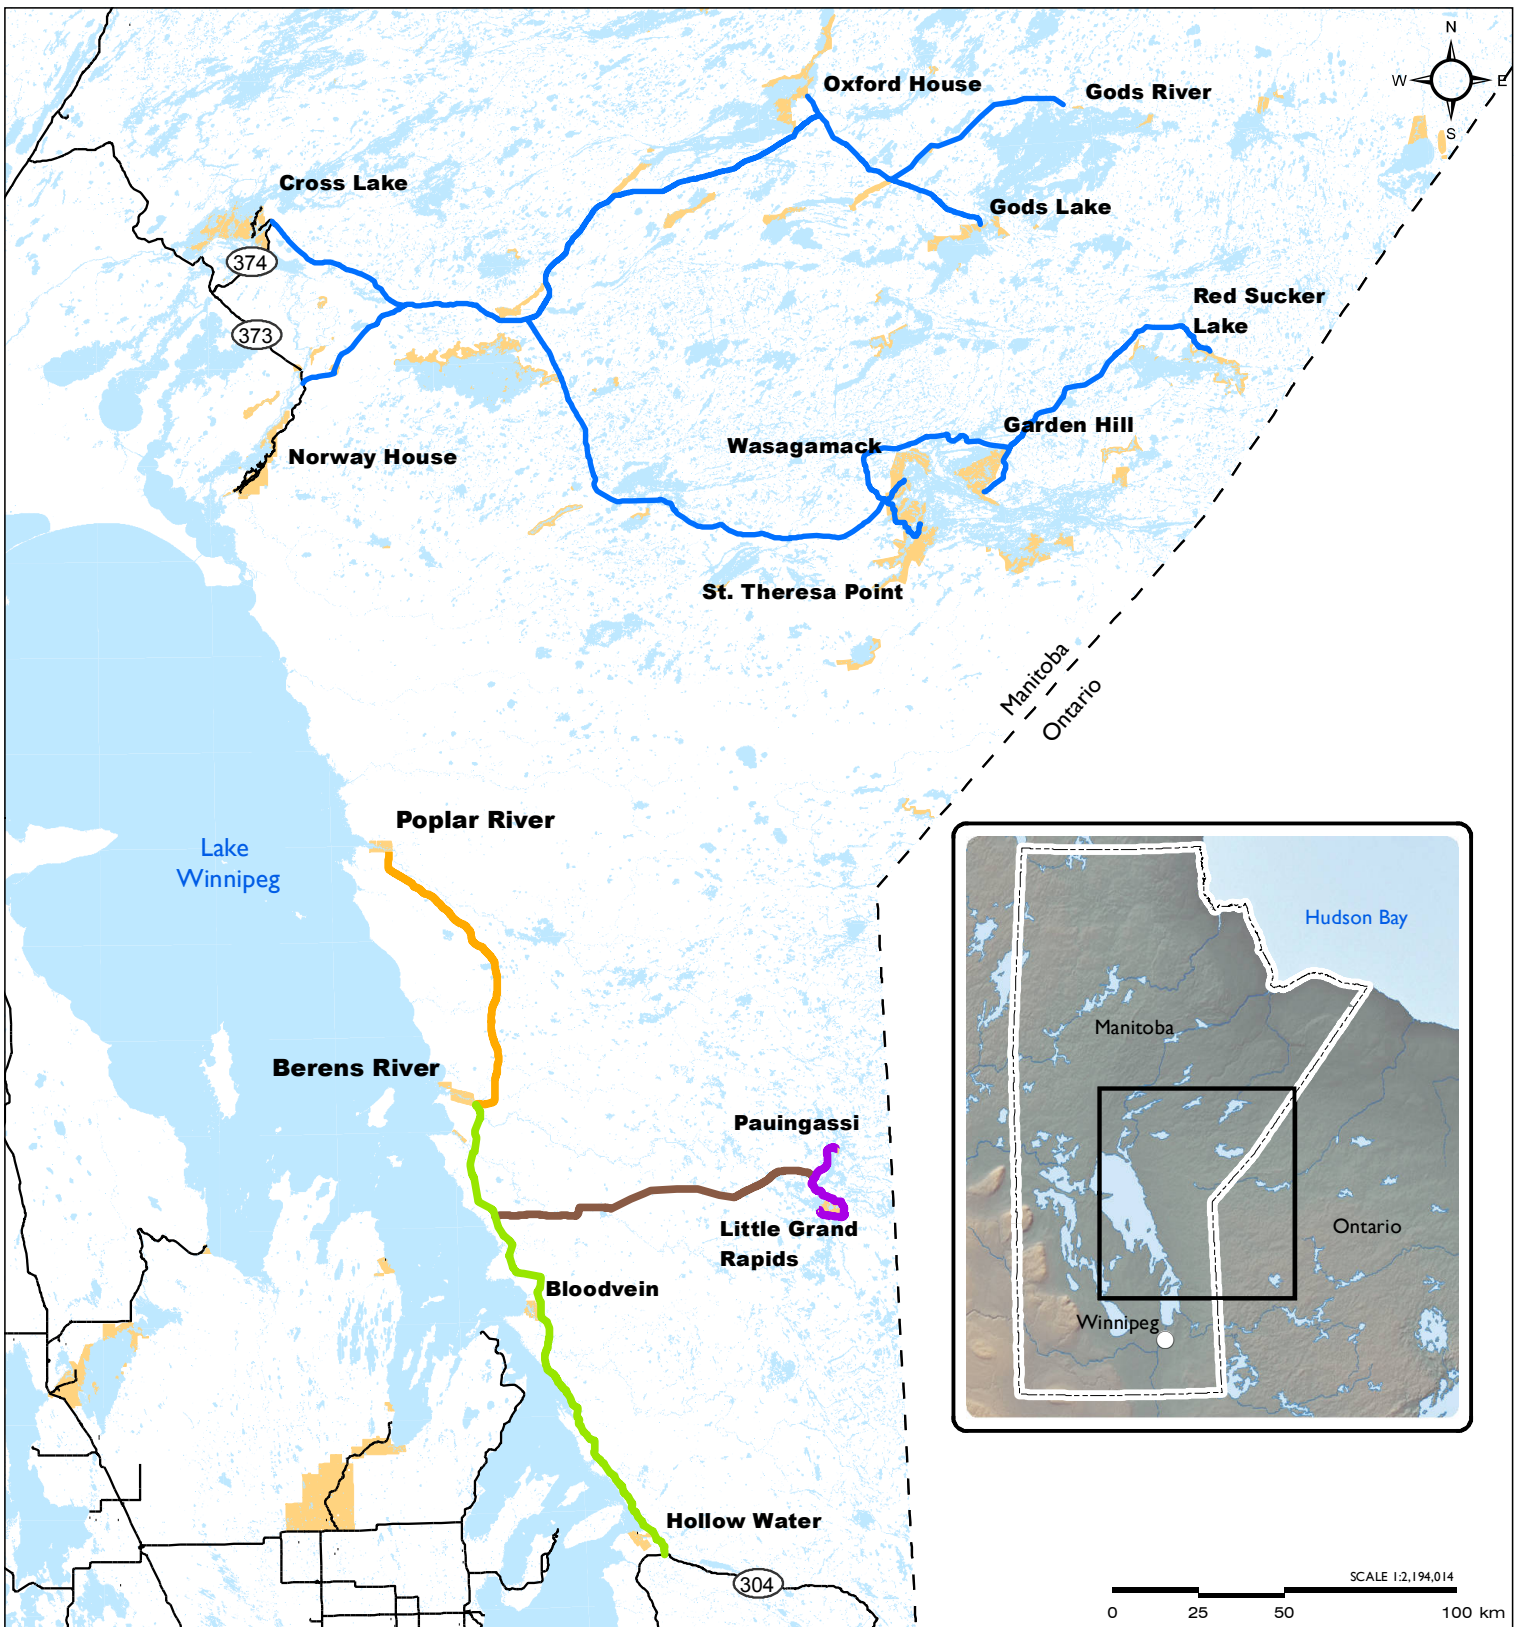 N
W
E
S
Oxford House
Gods River
Cross Lake
Gods Lake
374
Red Sucker
Lake
373
Garden Hill
Wasagamack
Norway House
St. Theresa Point
Manitoba
Ontario
Poplar River
Lake
Winnipeg
Hudson Bay
Manitoba
Berens River
Pauingassi
Little Grand
Rapids
Ontario
Bloodvein
Winnipeg
Hollow Water
304
SCALE 1:2,194,014
0 25 50 100 km